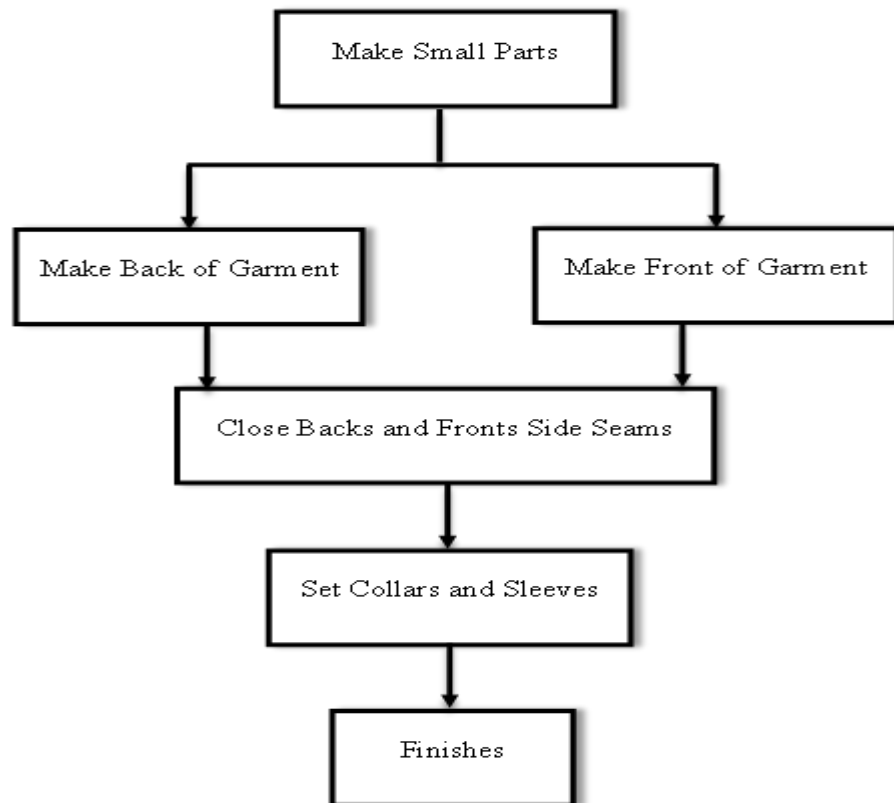 Make Small Parts
Make Back of Garment
Make Front of Garment
Close Backs and Fronts Side Seams
Set Collars and Sleeves
Finishes